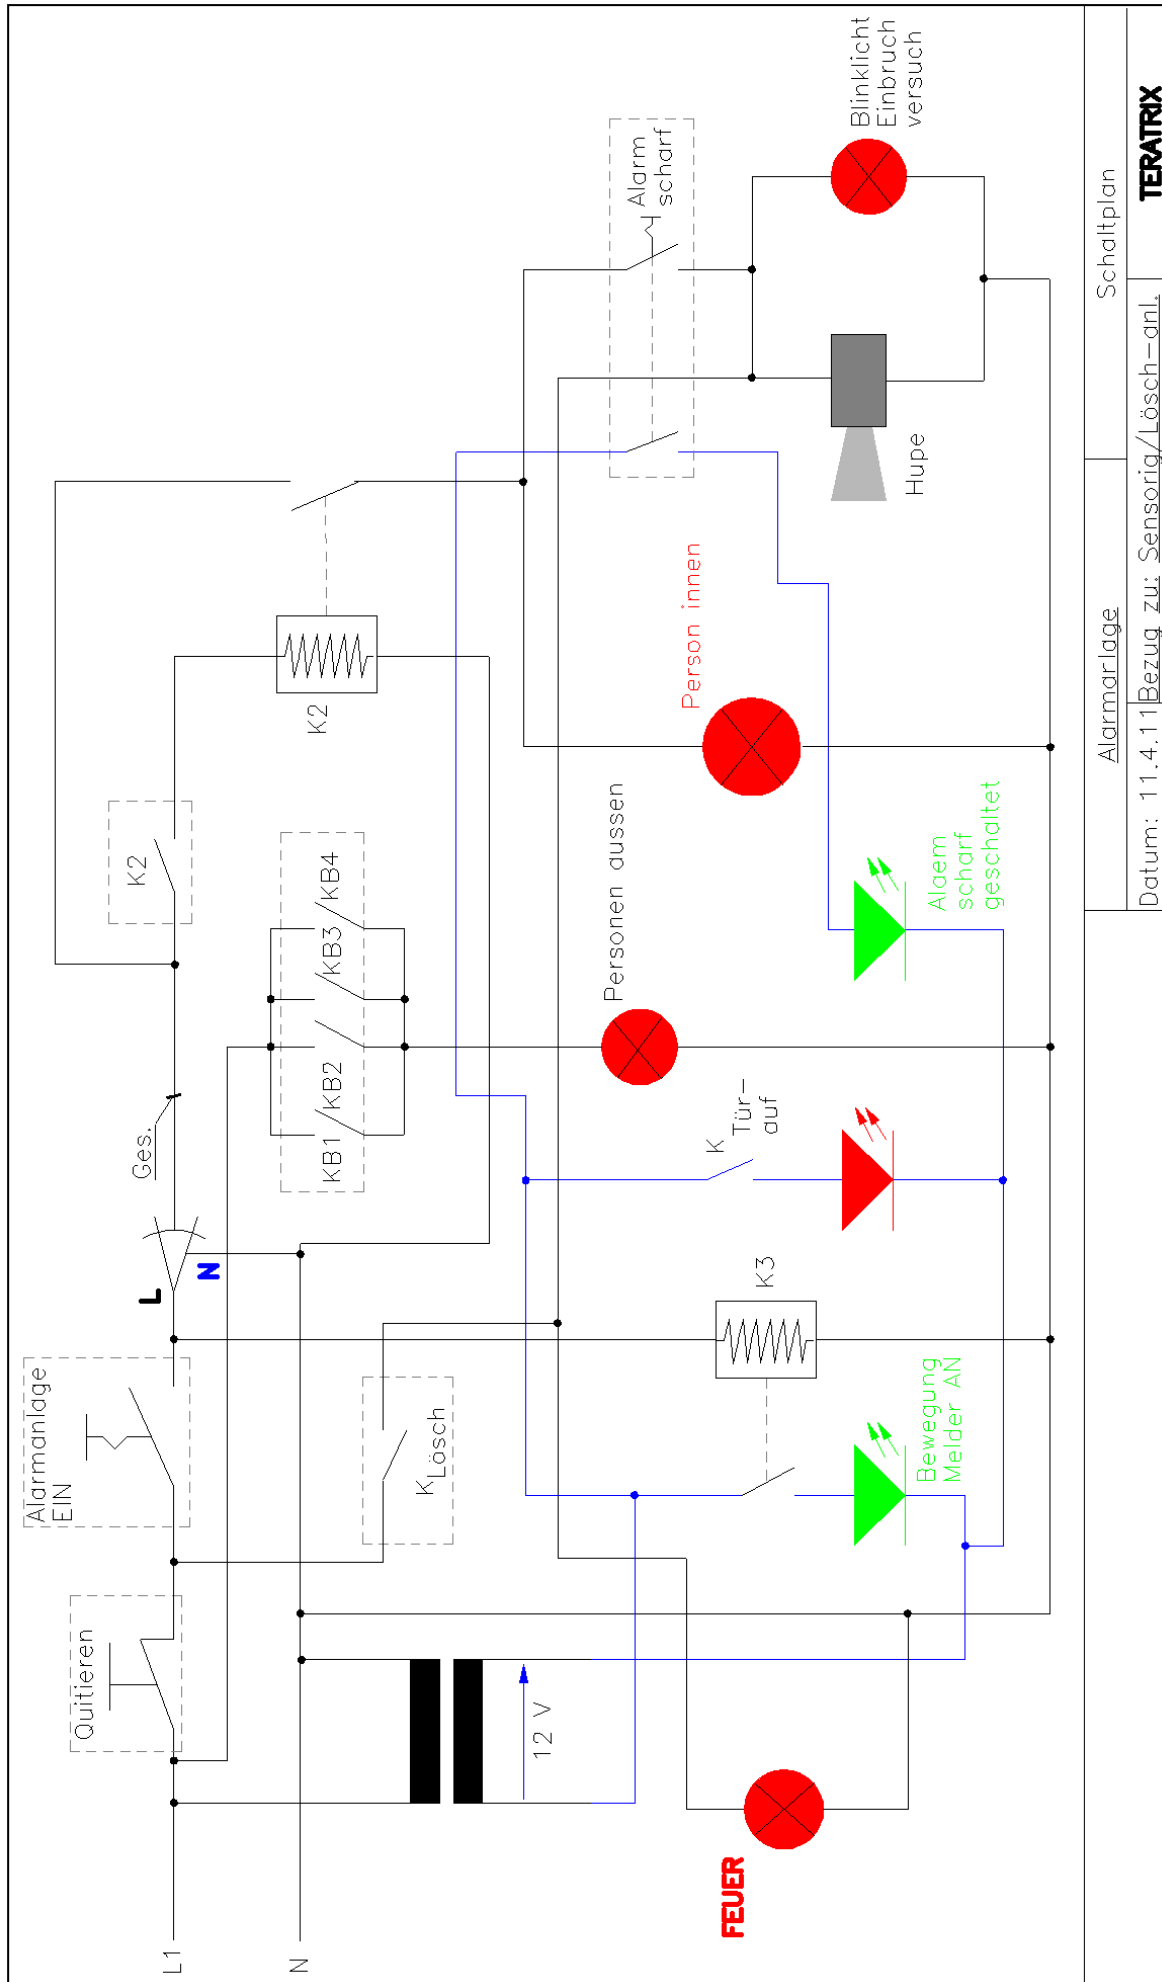 L1
N
Quitieren
Alarmanlage
EIN
L
N
Ges.
K2
K2
KB1
KB2
KB3
KB4
K Lösch
12 V
FEUER
K3
Bewegung
Melder AN
K
Tür-
auf
Personen aussen
Person innen
Alaem
scharf
geschaltet
Alarm
scharf
Hupe
Blinklicht
Einbruch
versuch
Alarmarlage
Schaltplan
Datum: 11.4.11
Bezug zu: Sensorig/Lösch-anl.
TERATRIX